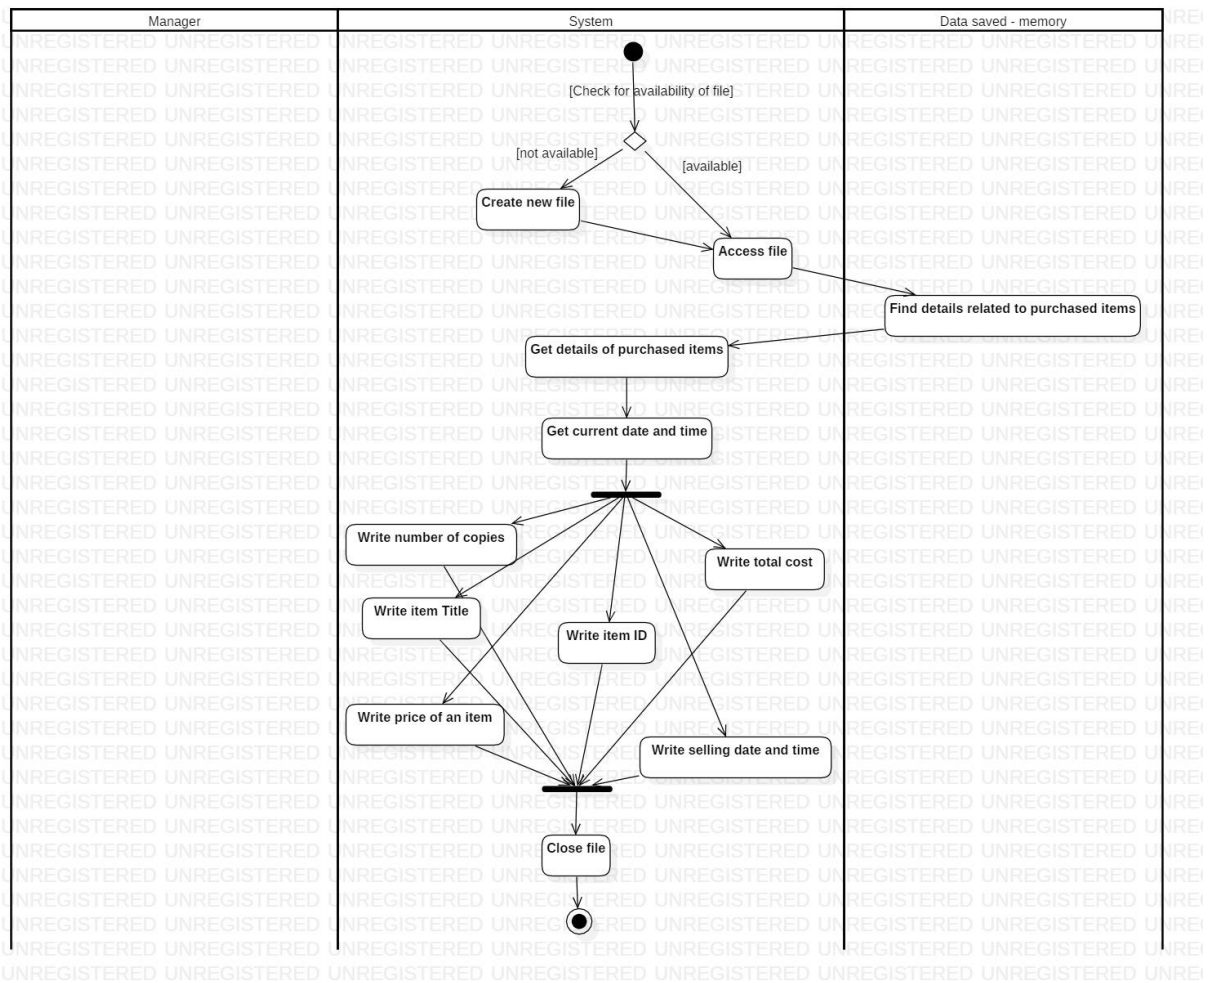 Manager
System
Data saved - memory
[Check for availability of file]
[not available]
[available]
Create new file
Access file
Find details related to purchased items
Get details of purchased items
Get current date and time
Write number of copies
Write total cost
Write item Title
Write item ID
Write price of an item
Write selling date and time
Close file
UNREGISTERED